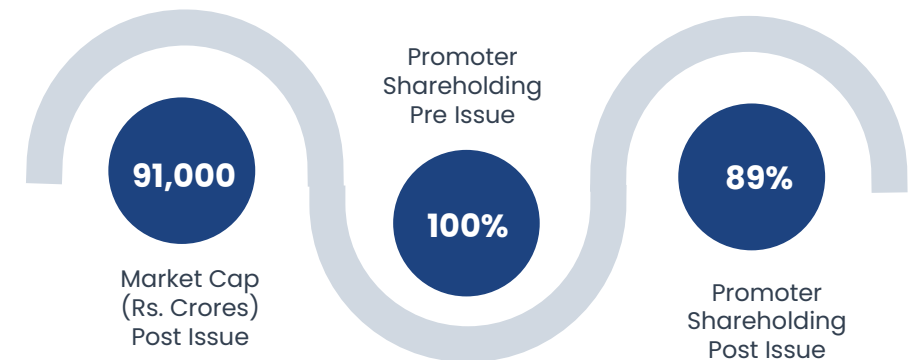 91,000
Market Cap
(Rs. Crores)
Post Issue
Promoter
Shareholding
Pre Issue
100%
89%
Promoter
Shareholding
Post Issue